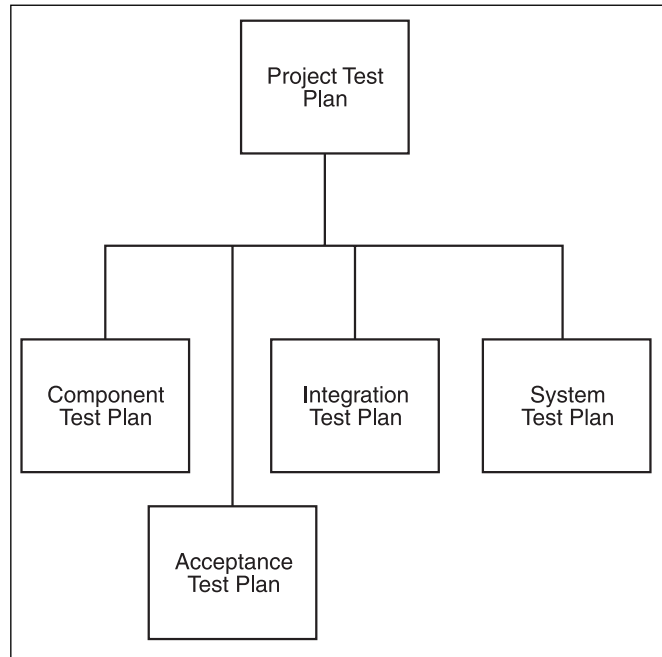 Project Test
Plan
Component
Test Plan
Integration
Test Plan
System
Test Plan
Acceptance
Test Plan